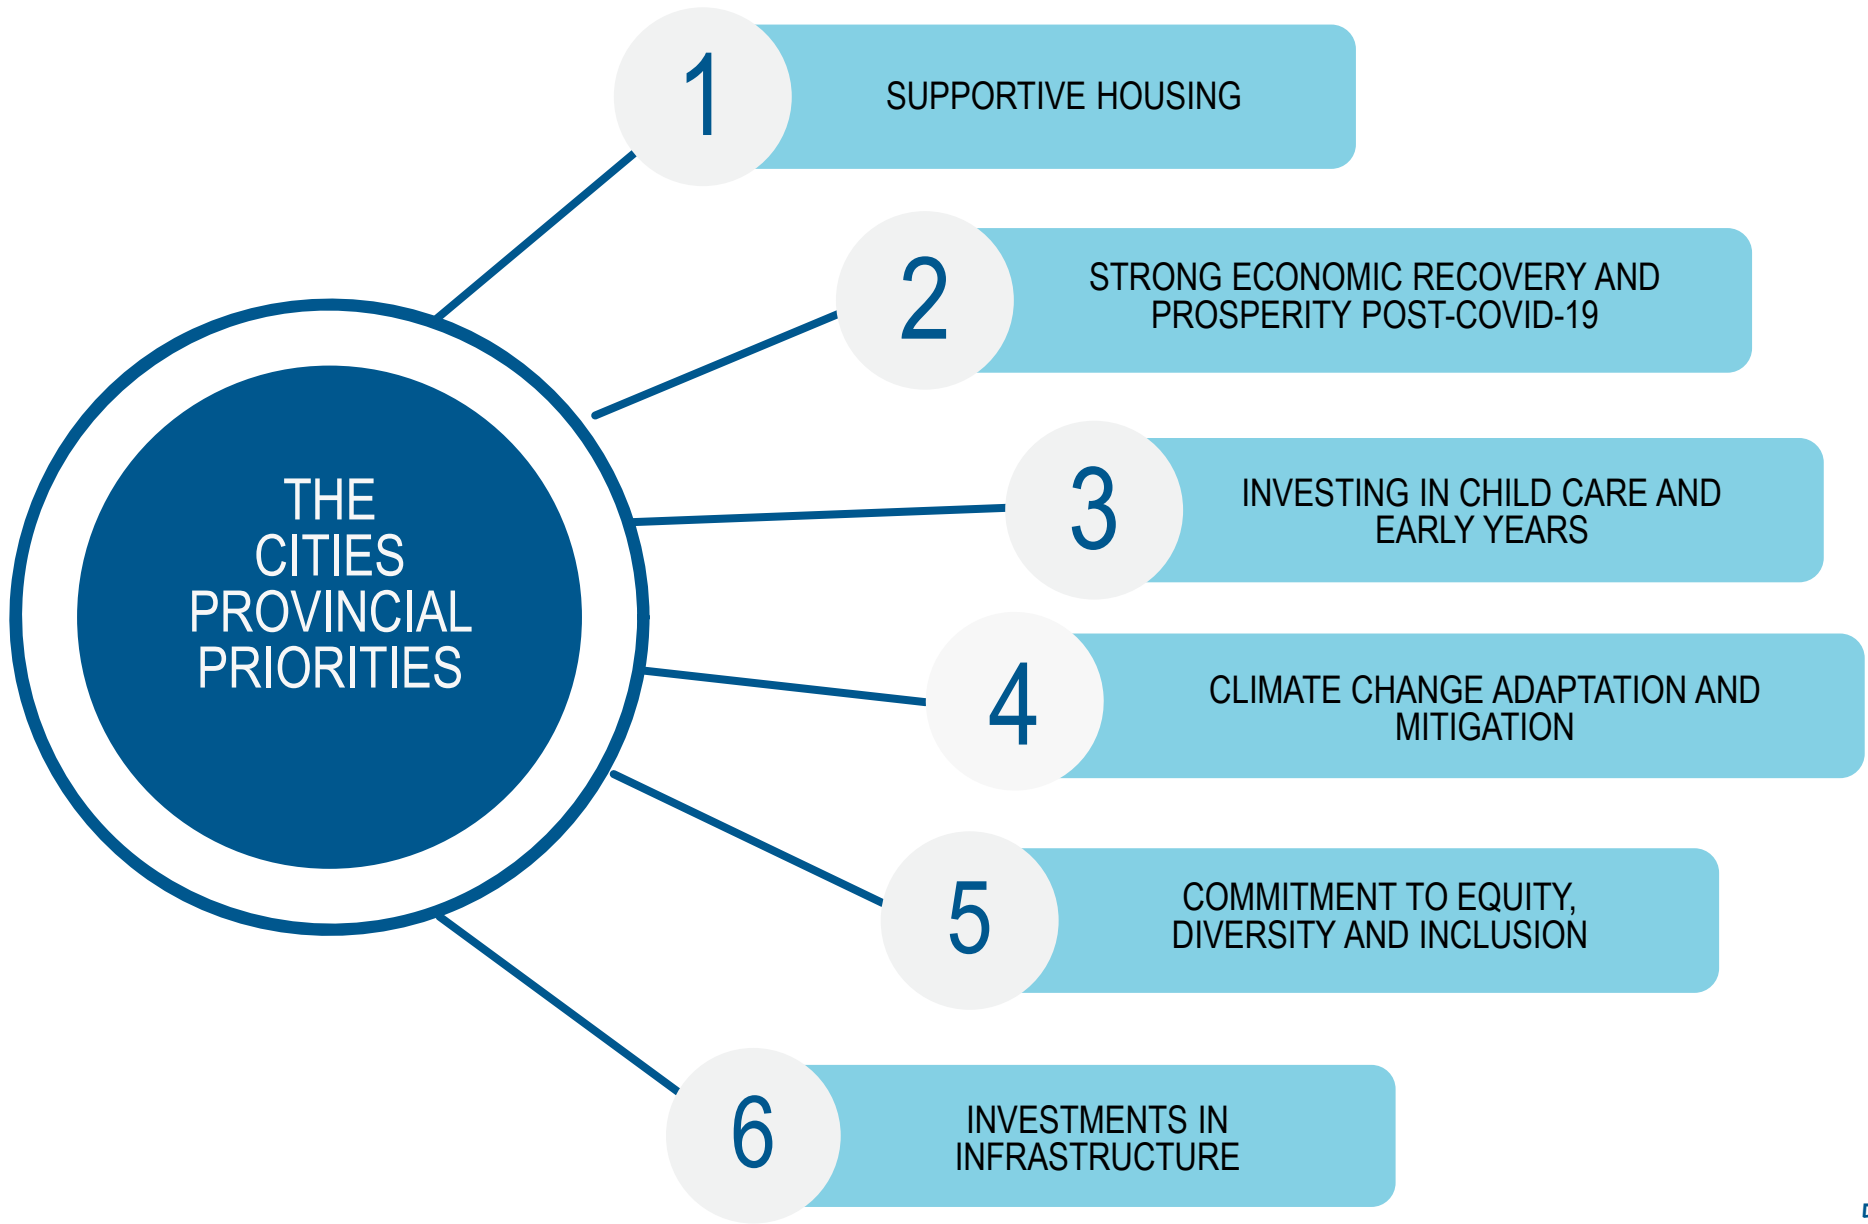 THE
CITIES
PROVINCIAL
PRIORITIES
1
SUPPORTIVE HOUSING
2
STRONG ECONOMIC RECOVERY AND
PROSPERITY POST-COVID-19
3
INVESTING IN CHILD CARE AND
EARLY YEARS
4
CLIMATE CHANGE ADAPTATION AND
MITIGATION
5
COMMITMENT TO EQUITY,
DIVERSITY AND INCLUSION
6
INVESTMENTS IN
INFRASTRUCTURE